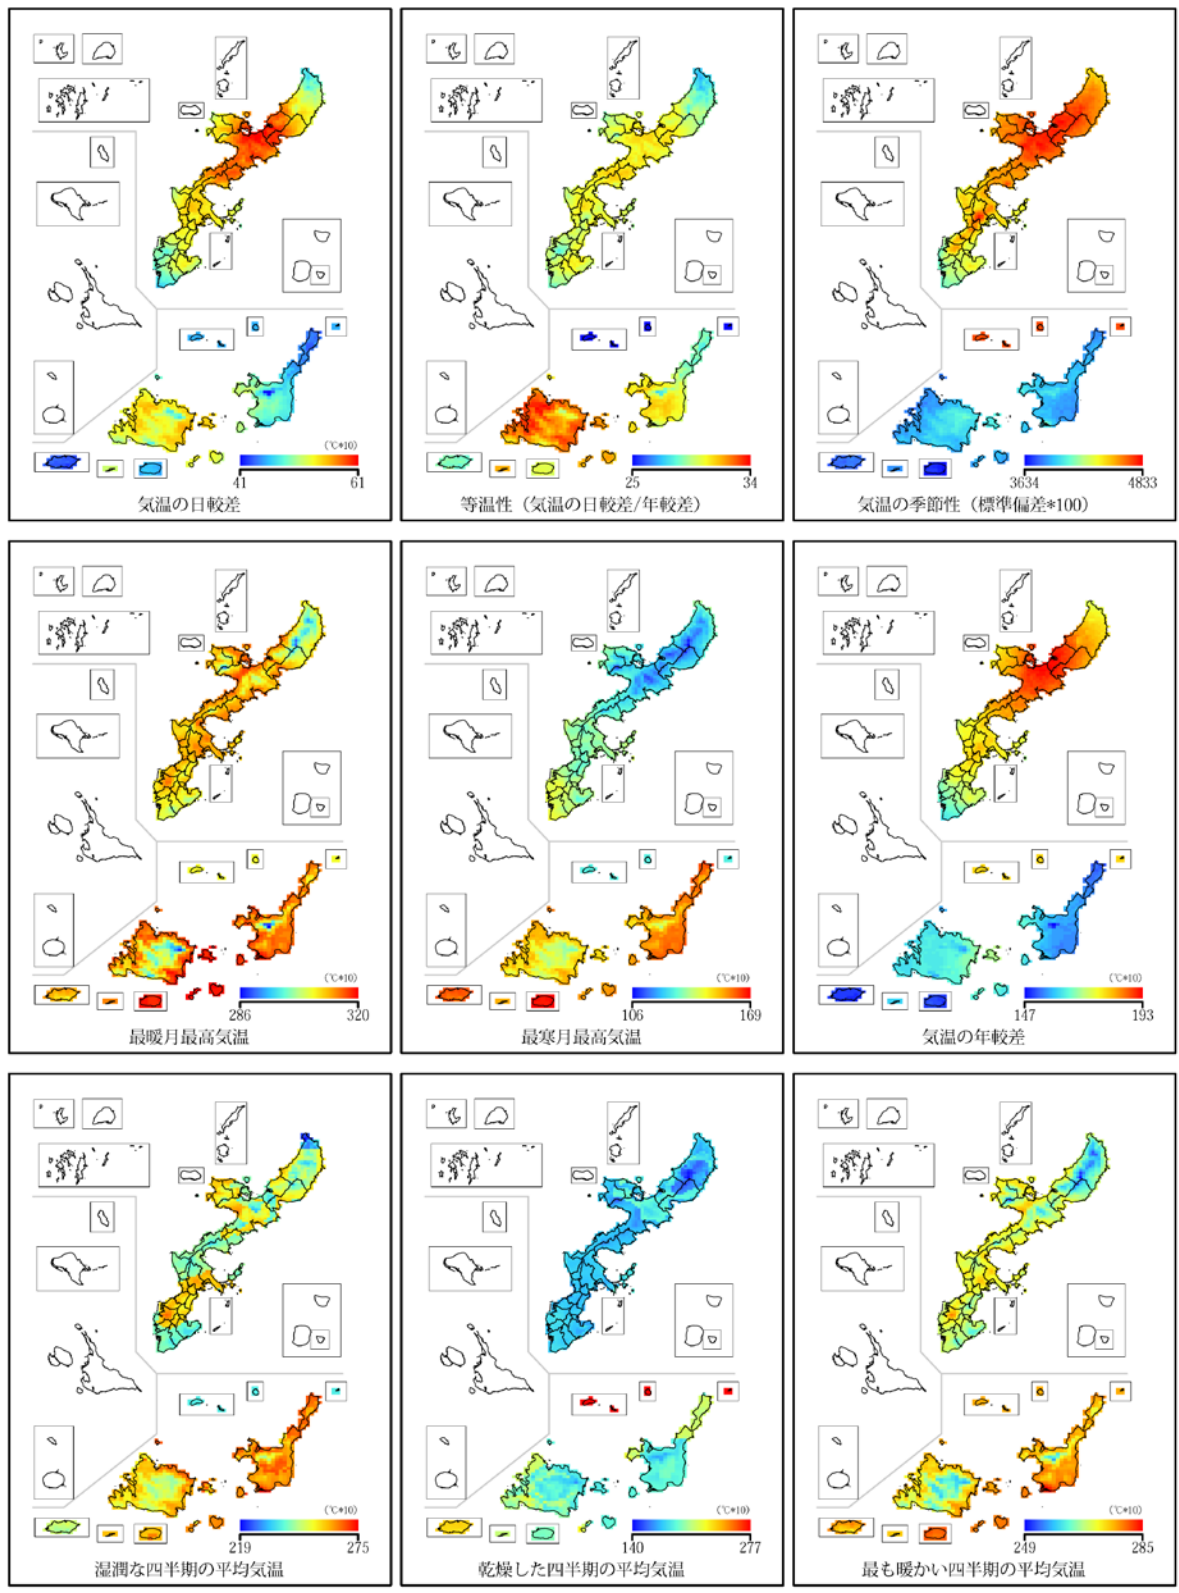 (℃*10)
41 61
気温の日較差
25 34
等温性（気温の日較差/年較差）
3634 4833
気温の季節性（標準偏差*100）
(℃*10)
286 320
最暖月最高気温
(℃*10)
106 169
最寒月最高気温
(℃*10)
147 193
気温の年較差
(℃*10)
219 275
湿潤な四半期の平均気温
(℃*10)
140 277
乾燥した四半期の平均気温
(℃*10)
249 285
最も暖かい四半期の平均気温